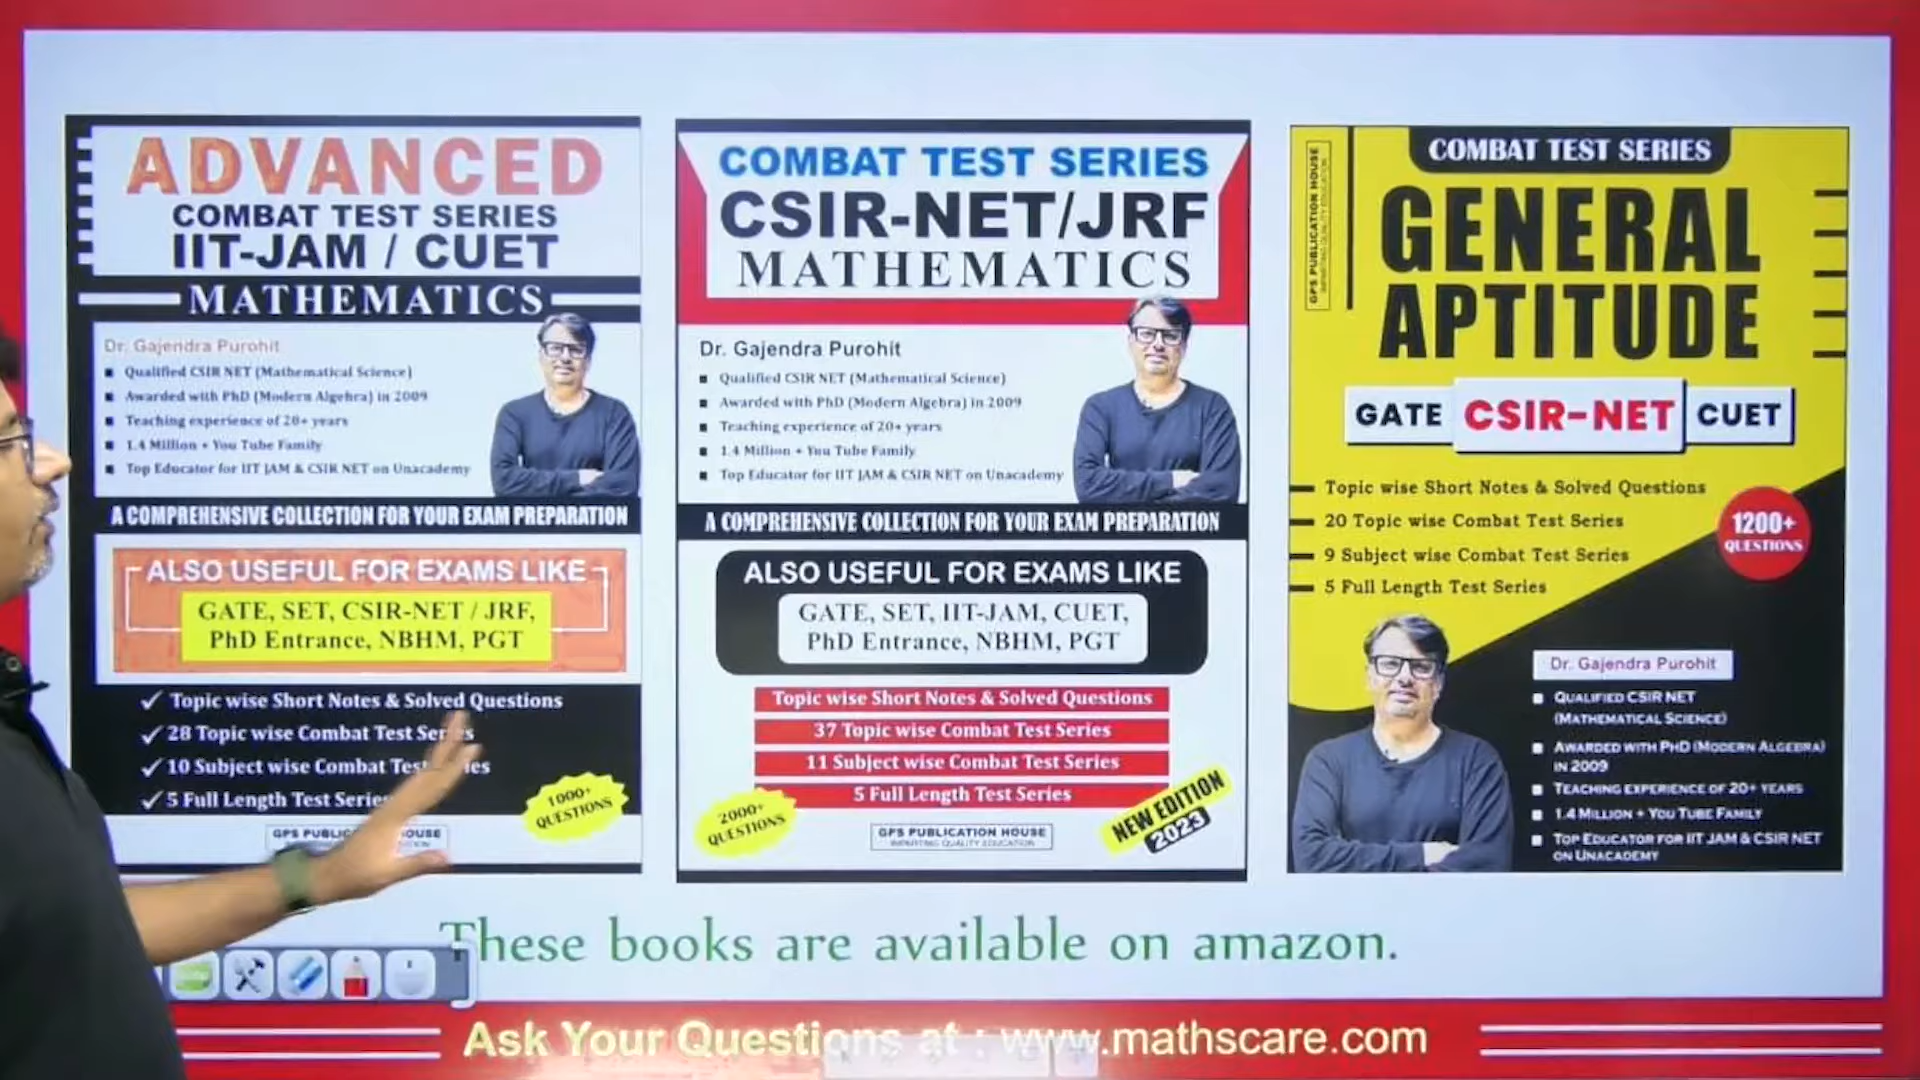 ADVANCED
COMBAT TEST SERIES
IIT-JAM / CUET
MATHEMATICS
Dr. Gajendra Purohit
Qualified CSIR NET (Mathematical Science)
Awarded with PhD (Modern Algebra) in 2009
Teaching experience of 20+ years
1.4 Million + You Tube Family
Top Educator for IIT JAM & CSIR NET on Unacademy
A COMPREHENSIVE COLLECTION FOR YOUR EXAM PREPARATION
ALSO USEFUL FOR EXAMS LIKE
GATE, SET, CSIR-NET / JRF,
PhD Entrance, NBHM, PGT
✓ Topic wise Short Notes & Solved Questions
✓ 28 Topic wise Combat Test Series
✓ 10 Subject wise Combat Test Series
✓ 5 Full Length Test Series
1000+
QUESTIONS
GPS PUBLICATION HOUSE
COMBAT TEST SERIES
CSIR-NET/JRF
MATHEMATICS
Dr. Gajendra Purohit
Qualified CSIR NET (Mathematical Science)
Awarded with PhD (Modern Algebra) in 2009
Teaching experience of 20+ years
1.4 Million + You Tube Family
Top Educator for IIT JAM & CSIR NET on Unacademy
A COMPREHENSIVE COLLECTION FOR YOUR EXAM PREPARATION
ALSO USEFUL FOR EXAMS LIKE
GATE, SET, IIT-JAM, CUET,
PhD Entrance, NBHM, PGT
Topic wise Short Notes & Solved Questions
37 Topic wise Combat Test Series
11 Subject wise Combat Test Series
5 Full Length Test Series
2000+
QUESTIONS
NEW EDITION
2023
GPS PUBLICATION HOUSE
IMPARTING QUALITY EDUCATION
GPS PUBLICATION HOUSE
IMPARTING QUALITY EDUCATION
COMBAT TEST SERIES
GENERAL
APTITUDE
GATE CSIR-NET CUET
Topic wise Short Notes & Solved Questions
20 Topic wise Combat Test Series
9 Subject wise Combat Test Series
5 Full Length Test Series
1200+
QUESTIONS
Dr. Gajendra Purohit
QUALIFIED CSIR NET
(MATHEMATICAL SCIENCE)
AWARDED WITH PHD (MODERN ALGEBRA)
IN 2009
TEACHING EXPERIENCE OF 20+ YEARS
1.4 MILLION + YOU TUBE FAMILY
TOP EDUCATOR FOR IIT JAM & CSIR NET
ON UNACADEMY
These books are available on amazon.
Ask Your Questions at : www.mathscare.com